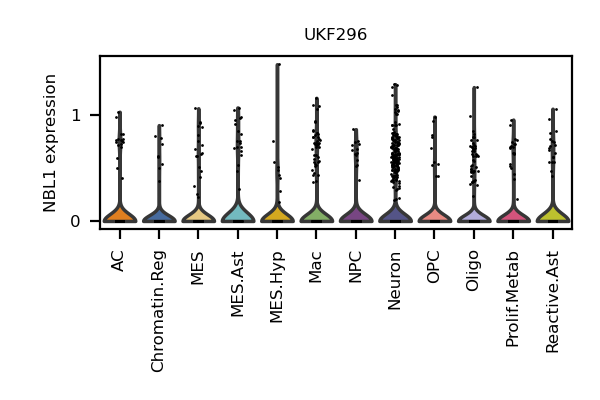 UKF296
NBL1 expression
1
0
AC
Chromatin.Reg
MES
MES.Ast
MES.Hyp
Mac
NPC
Neuron
OPC
Oligo
Prolif.Metab
Reactive.Ast